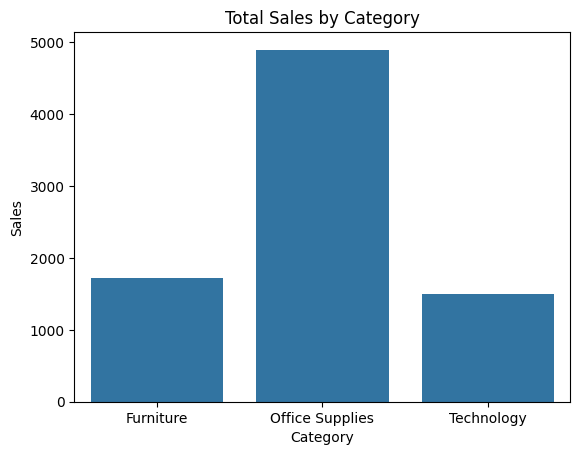 Total Sales by Category
Sales
5000
4000
3000
2000
1000
0
Furniture
Office Supplies
Technology
Category